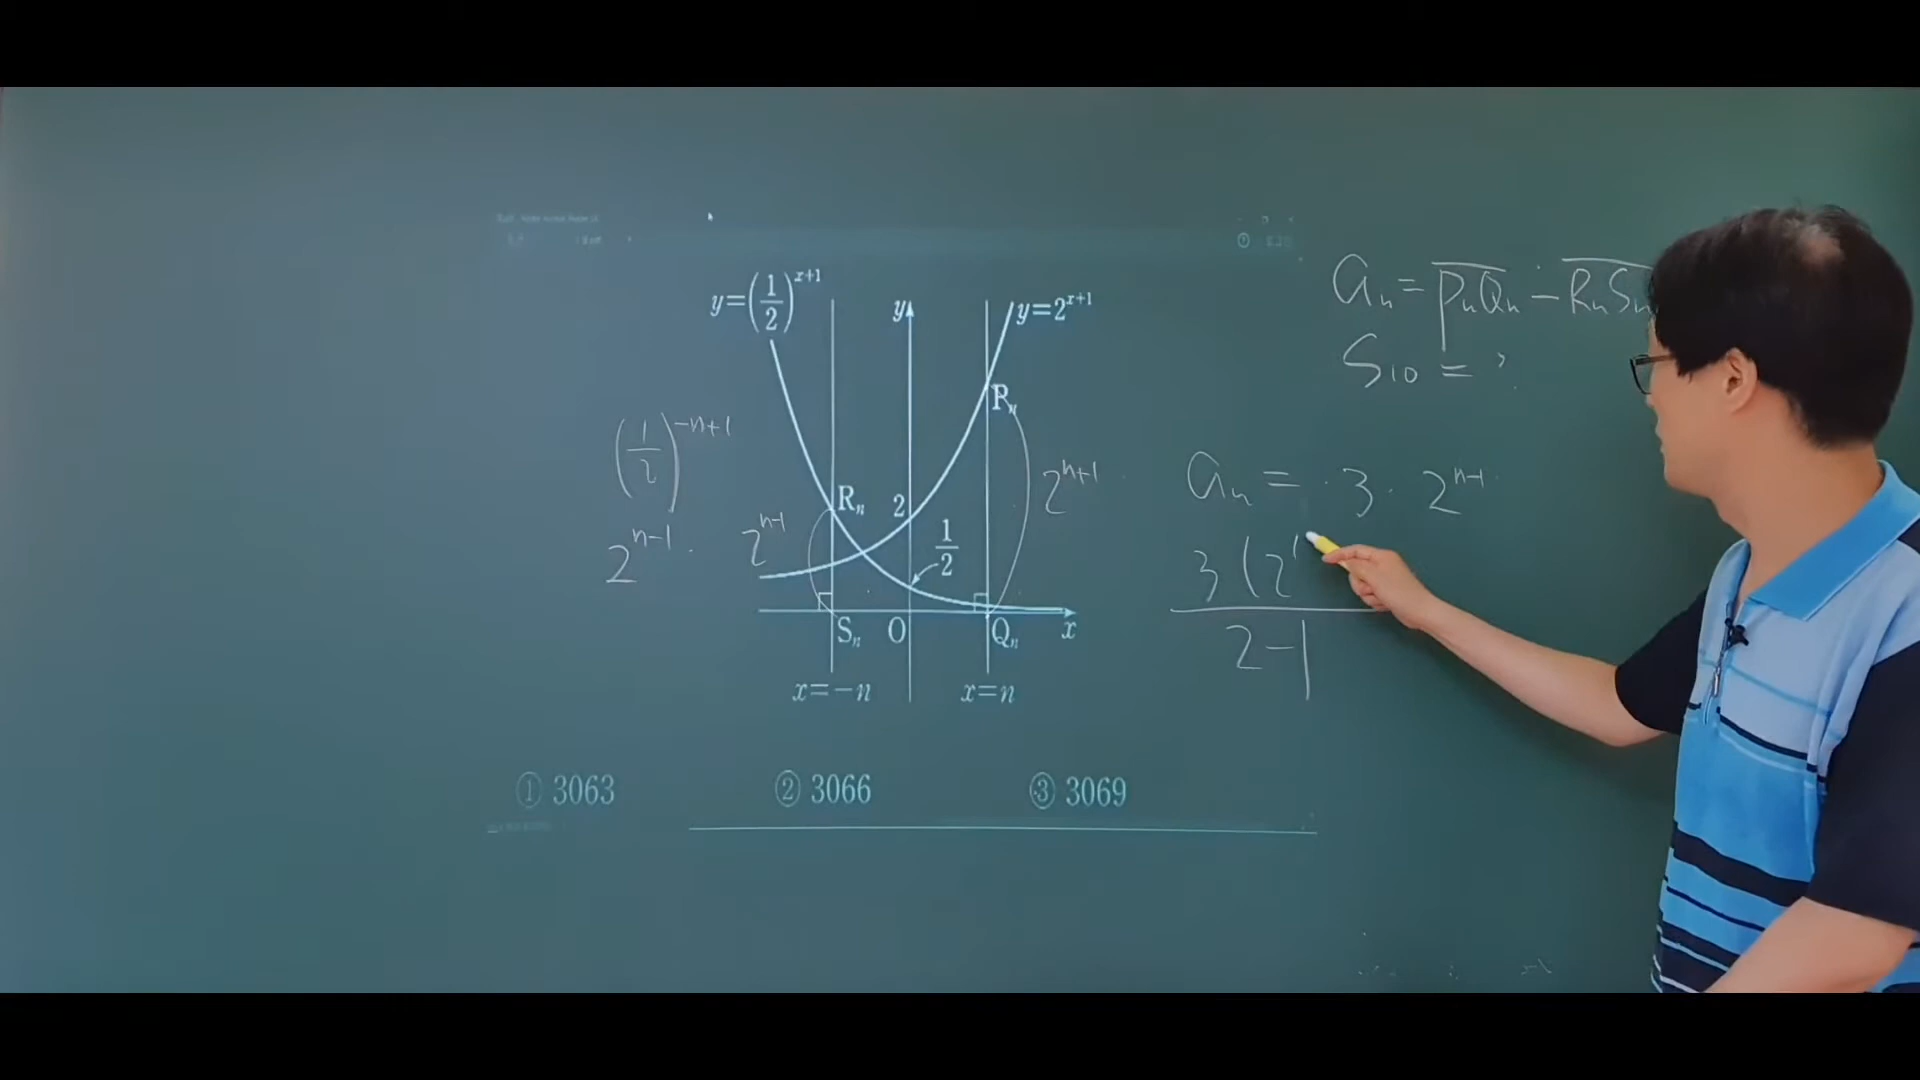 y=(1/2)^{x+1}
y
y=2^{x+1}
R_n
R_n
2
1/2
S_n
O
Q_n
x
x=-n
x=n
① 3063
② 3066
③ 3069
(1/2)^{-n+1}
2^{n-1}
2^{n-1}
2^{n+1}
a_n = P_nQ_n - R_nS_n
S_10 = ?
a_n = 3 · 2^{n-1}
3 (2^1
2-1